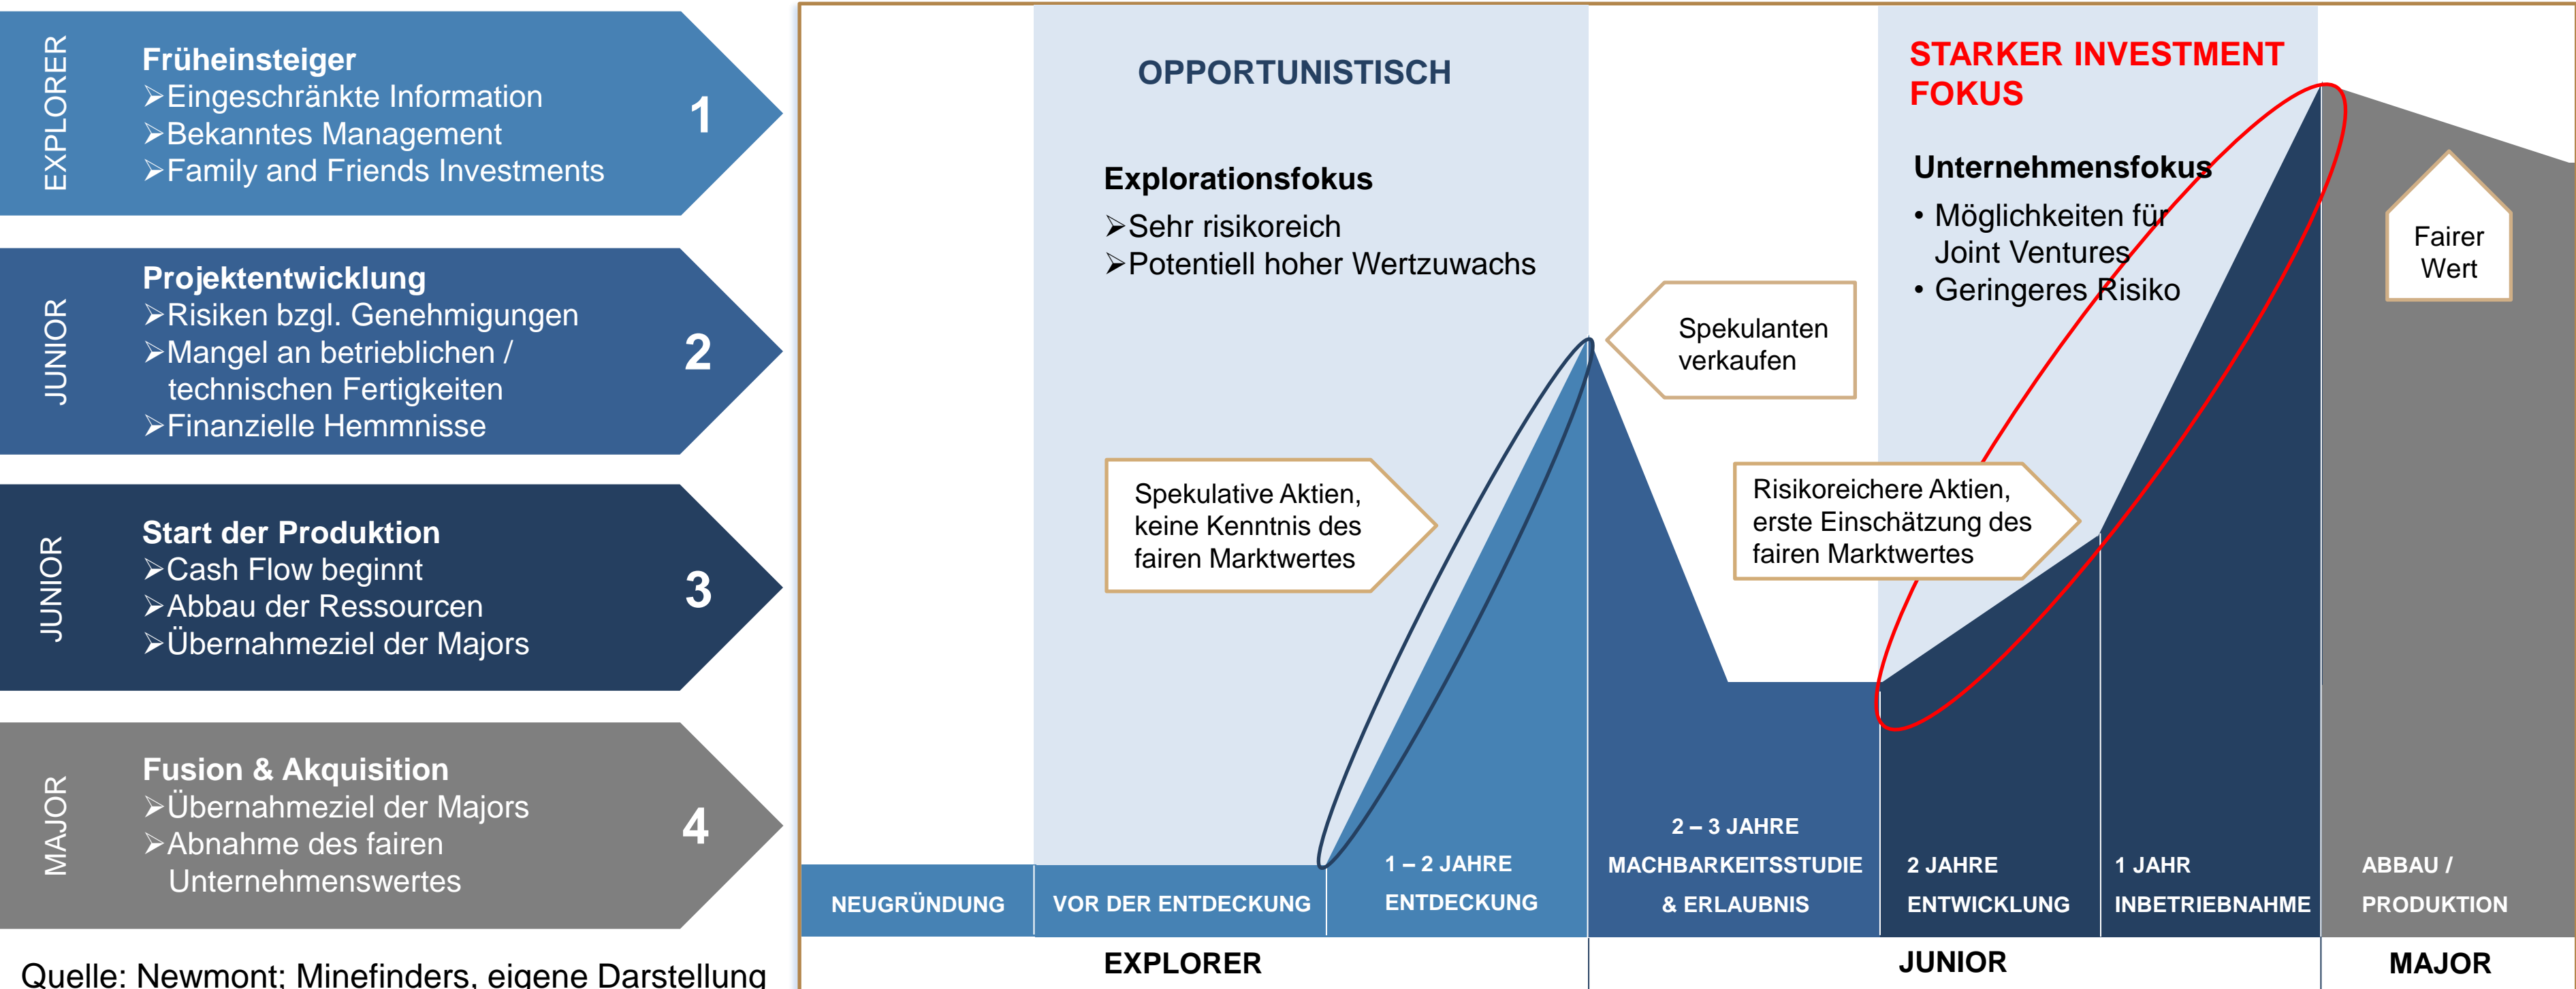 EXPLORER
Früheinsteiger
➢Eingeschränkte Information
➢Bekanntes Management
➢Family and Friends Investments
1
JUNIOR
Projektentwicklung
➢Risiken bzgl. Genehmigungen
➢Mangel an betrieblichen /
technischen Fertigkeiten
➢Finanzielle Hemmnisse
2
JUNIOR
Start der Produktion
➢Cash Flow beginnt
➢Abbau der Ressourcen
➢Übernahmeziel der Majors
3
MAJOR
Fusion & Akquisition
➢Übernahmeziel der Majors
➢Abnahme des fairen
Unternehmenswertes
4
Quelle: Newmont; Minefinders, eigene Darstellung
OPPORTUNISTISCH
Explorationsfokus
➢Sehr risikoreich
➢Potentiell hoher Wertzuwachs
Spekulative Aktien,
keine Kenntnis des
fairen Marktwertes
Spekulanten
verkaufen
STARKER INVESTMENT
FOKUS
Unternehmensfokus
• Möglichkeiten für
Joint Ventures
• Geringeres Risiko
Risikoreichere Aktien,
erste Einschätzung des
fairen Marktwertes
Fairer
Wert
NEUGRÜNDUNG
VOR DER ENTDECKUNG
1 – 2 JAHRE
ENTDECKUNG
2 – 3 JAHRE
MACHBARKEITSSTUDIE
& ERLAUBNIS
2 JAHRE
ENTWICKLUNG
1 JAHR
INBETRIEBNAHME
ABBAU /
PRODUKTION
EXPLORER
JUNIOR
MAJOR